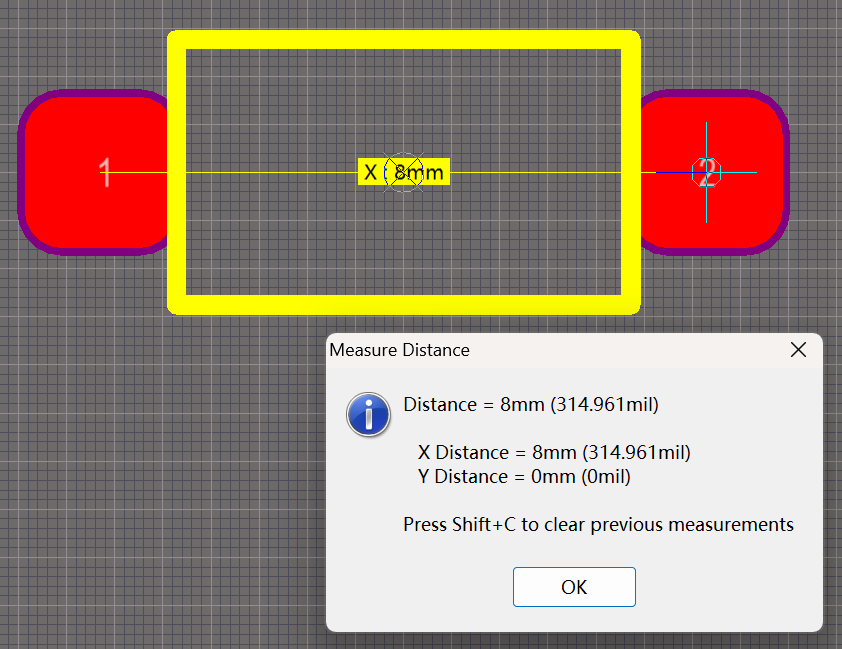 1
X : 8mm
2
Measure Distance
Distance = 8mm (314.961mil)
X Distance = 8mm (314.961mil)
Y Distance = 0mm (0mil)
Press Shift+C to clear previous measurements
OK